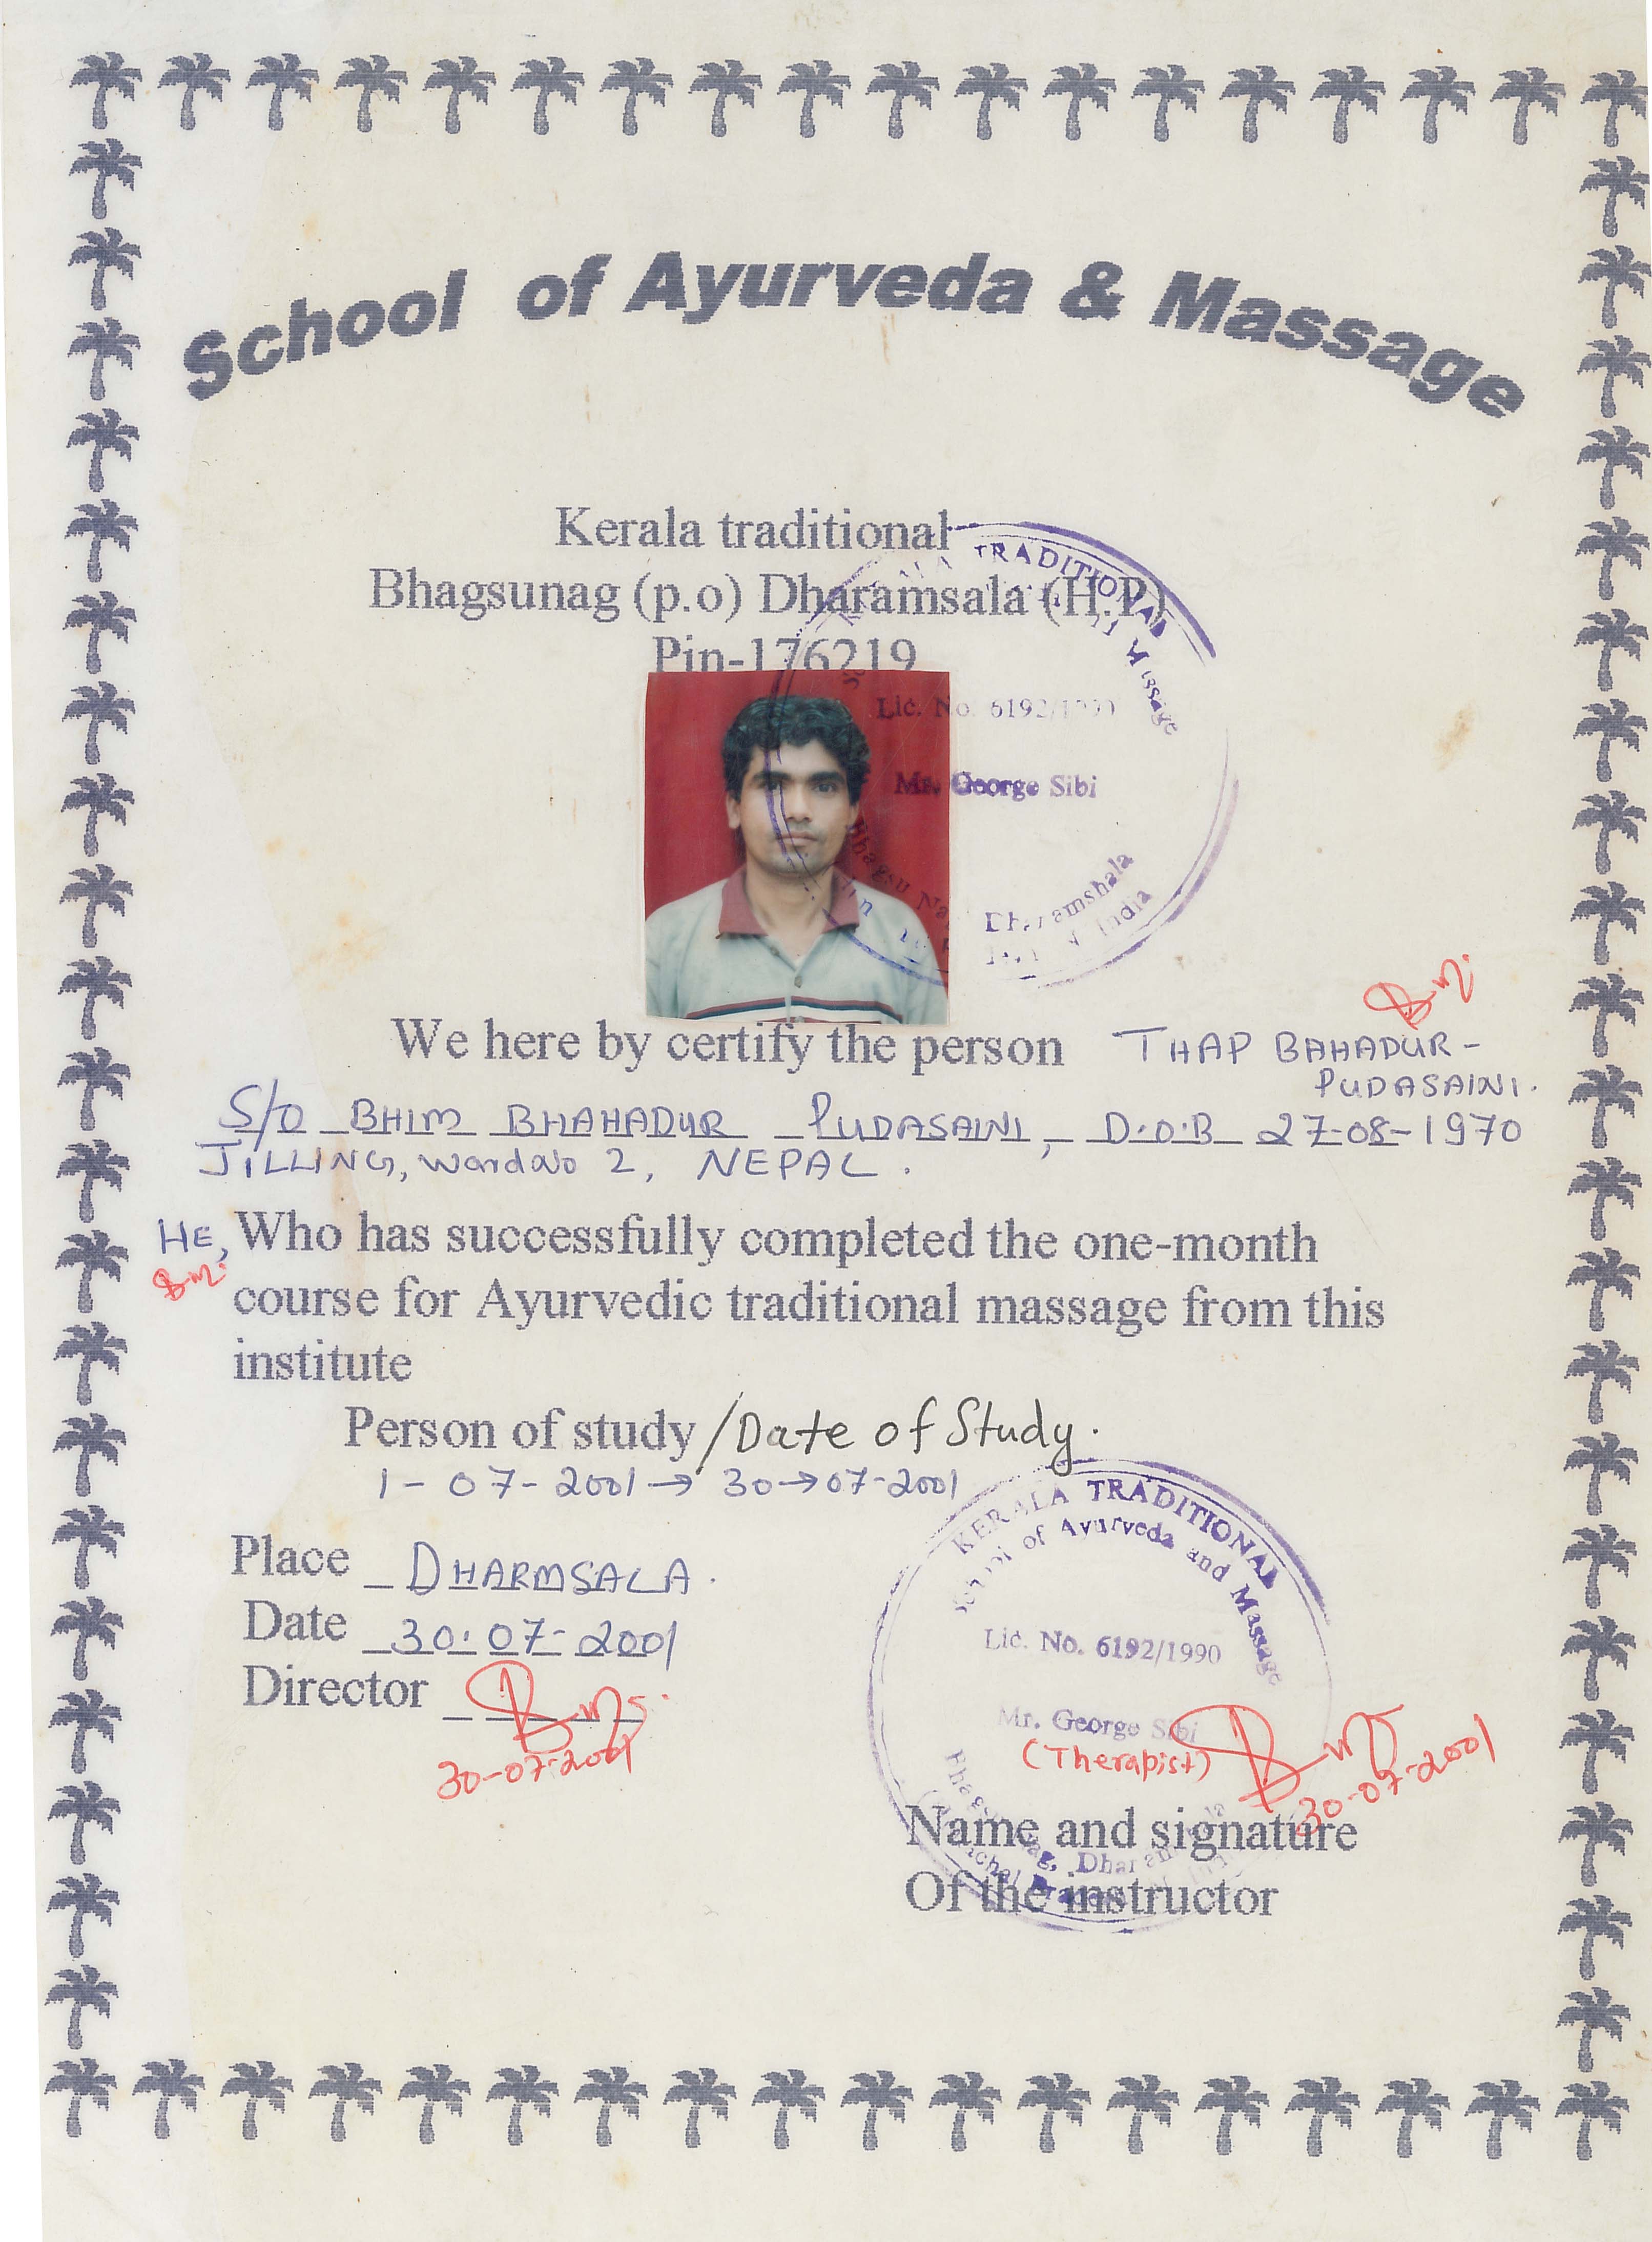 School of Ayurveda & Massage
Kerala traditional
Bhagsunag (p.o) Dharamsala (H.P)
Pin-176219
KERALA TRADITIONAL
Massage
Lic. No. 6192/1990
Mr. George Sibi
Bhagsu Nag
Dharamshala
India
We here by certify the person THAP BAHADUR-
PUDASAINI.
S/O BHIM BHAHADUR PUDASAINI, D.O.B 27-08-1970
JILLING, Ward No 2, NEPAL.
HE, Who has successfully completed the one-month
course for Ayurvedic traditional massage from this
institute
Person of study /Date of Study.
1-07-2001→ 30→07-2001
KERALA TRADITIONAL
School of Ayurveda and Massage
Place DHARMSALA.
Date 30.07-2001
Lic. No. 6192/1990
Director
30-07-2001
Mr. George Sibi
(Therapist)
30-07-2001
Bhagsu Nag, Dharamshala
Name and signature
Of the instructor